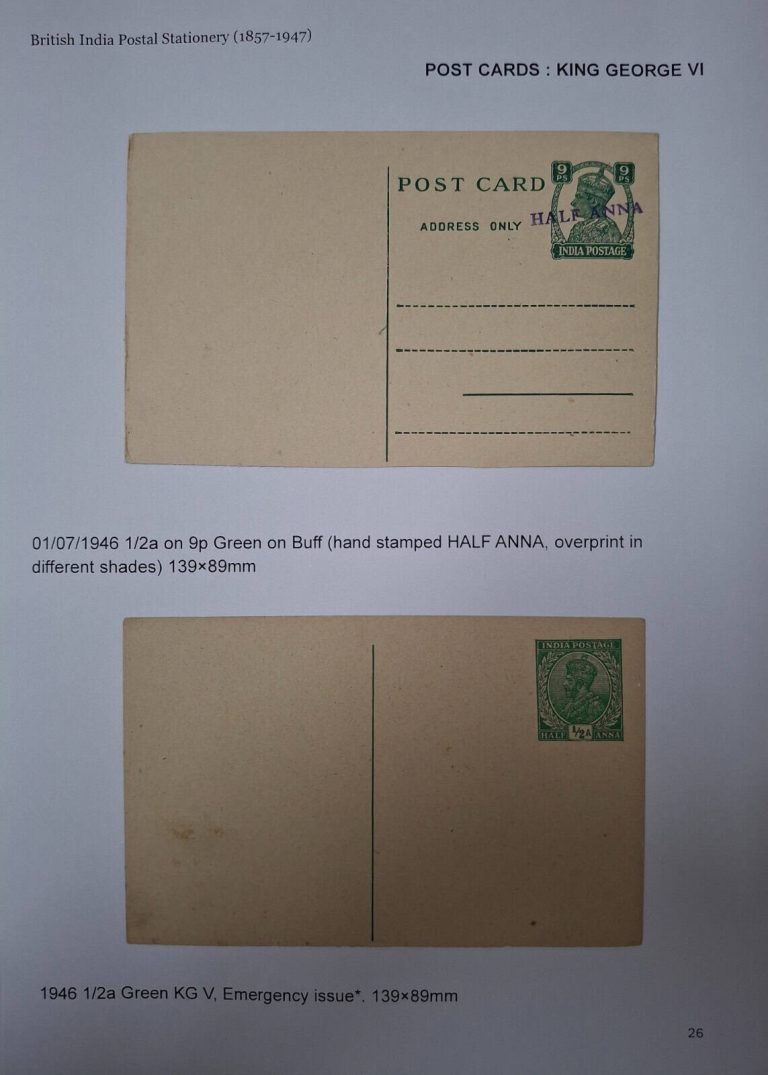 British India Postal Stationery (1857-1947)
POST CARDS : KING GEORGE VI
POST CARD
9 PS
9 PS
ADDRESS ONLY
HALF ANNA
INDIA POSTAGE
01/07/1946 1/2a on 9p Green on Buff (hand stamped HALF ANNA, overprint in
different shades) 139×89mm
INDIA POSTAGE
HALF 1/2A ANNA
1946 1/2a Green KG V, Emergency issue*. 139×89mm
26